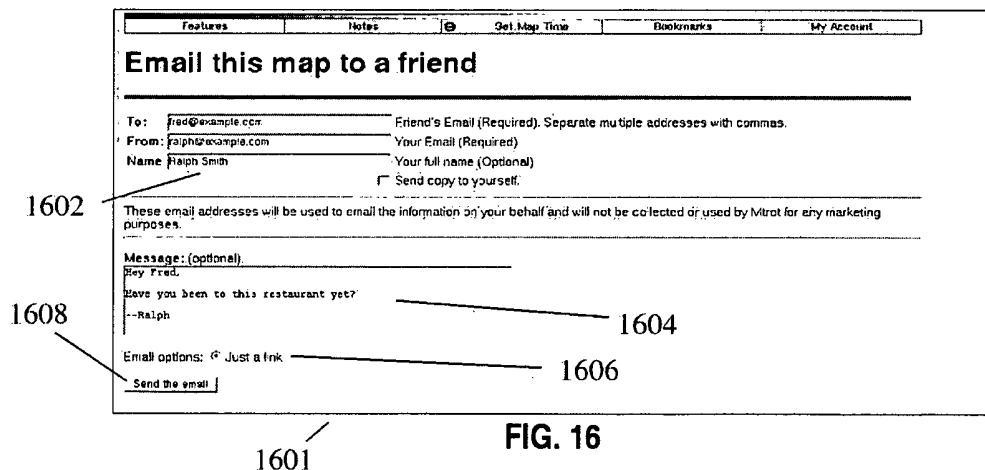 Features Notes Set Map Time Bookmarks My Account
Email this map to a friend
To: fred@example.com Friend's Email (Required). Separate multiple addresses with commas.
From: ralph@example.com Your Email (Required)
Name Ralph Smith Your full name (Optional)
Send copy to yourself.
1602
These email addresses will be used to email the information on your behalf and will not be collected or used by Mtrot for any marketing
purposes.
Message: (optional)
Hey Fred,
Have you been to this restaurant yet?
--Ralph
1608
1604
Email options: Just a link
1606
Send the email
FIG. 16
1601